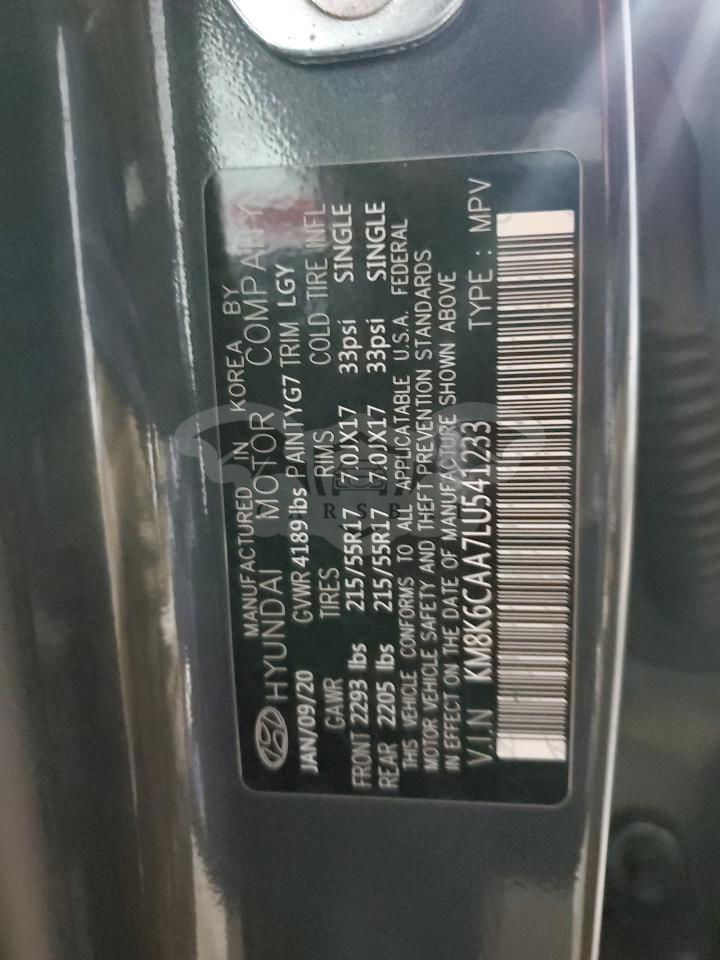 MANUFACTURED IN KOREA BY
HYUNDAI MOTOR COMPANY
JAN/09/20 GVWR 4189 lbs PAINTYG7 TRIM LGY
GAWR TIRES RIMS COLD TIRE INFL
FRONT 2293 lbs 215/55R17 7.0JX17 33psi SINGLE
REAR 2205 lbs 215/55R17 7.0JX17 33psi SINGLE
THIS VEHICLE CONFORMS TO ALL APPLICATABLE U.S.A. FEDERAL
MOTOR VEHICLE SAFETY AND THEFT PREVENTION STANDARDS
IN EFFECT ON THE DATE OF MANUFACTURE SHOWN ABOVE
V.I.N KM8K6CAA7LU541233 TYPE : MPV